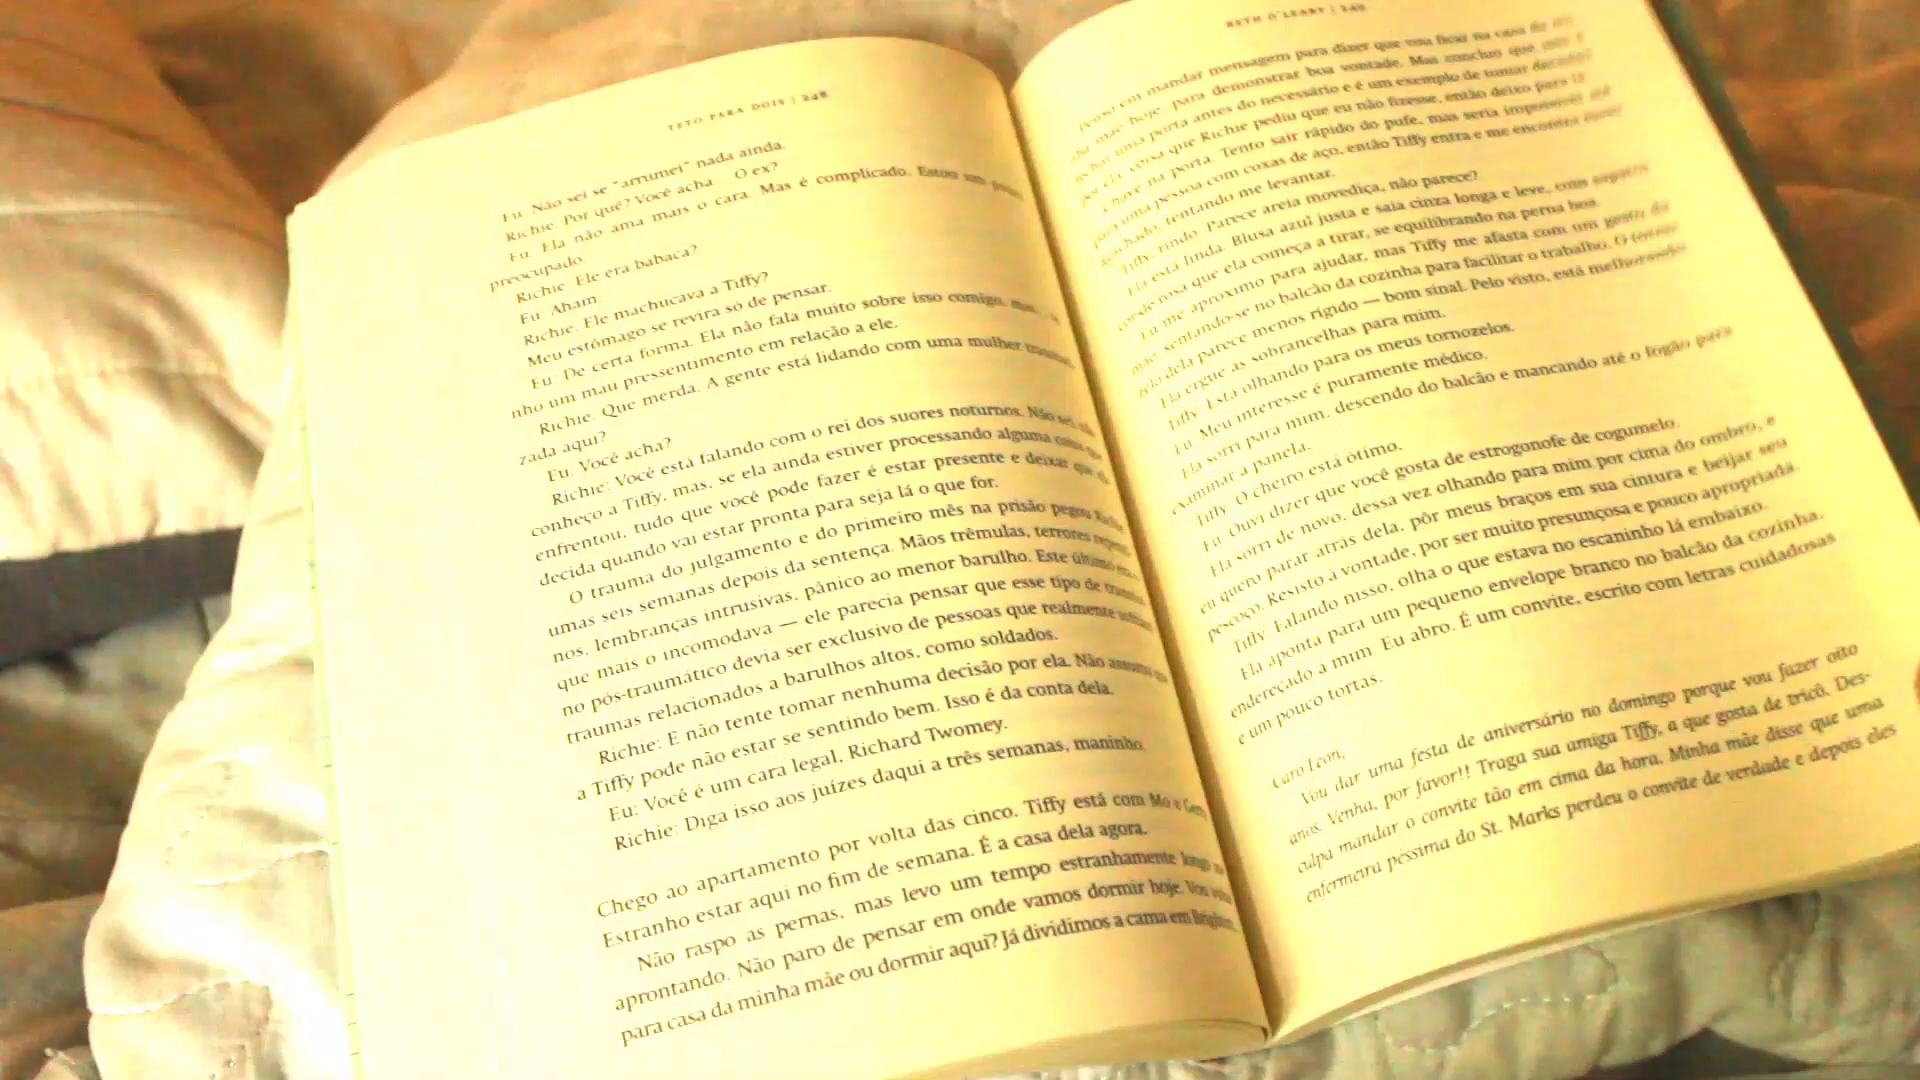 TETO PARA DOIS | 248
Eu: Não sei se "arrumei" nada ainda.
Richie: Por quê? Você acha... O ex?
Eu: Ela não ama mais o cara. Mas é complicado. Estou um pouco
preocupado.
Richie: Ele era babaca?
Eu: Aham.
Richie: Ele machucava a Tiffy?
Meu estômago se revira só de pensar.
Eu: De certa forma. Ela não fala muito sobre isso comigo, mas...
nho um mau pressentimento em relação a ele.
Richie: Que merda. A gente está lidando com uma mulher
zada aqui?
Eu: Você acha?
Richie: Você está falando com o rei dos suores noturnos. Não sei,
conheço a Tiffy, mas, se ela ainda estiver processando alguma coisa que
enfrentou, tudo que você pode fazer é estar presente e deixar que ela
decida quando vai estar pronta para seja lá o que for.
O trauma do julgamento e do primeiro mês na prisão pegou Richie
umas seis semanas depois da sentença. Mãos trêmulas, terrores
nos, lembranças intrusivas, pânico ao menor barulho. Este último era
que mais o incomodava — ele parecia pensar que esse tipo de
no pós-traumático devia ser exclusivo de pessoas que realmente
traumas relacionados a barulhos altos, como soldados.
Richie: E não tente tomar nenhuma decisão por ela. Não assuma que
a Tiffy pode não estar se sentindo bem. Isso é da conta dela.
Eu: Você é um cara legal, Richard Twomey.
Richie: Diga isso aos juízes daqui a três semanas, maninho.
Chego ao apartamento por volta das cinco. Tiffy está com Mo e
Estranho estar aqui no fim de semana. É a casa dela agora.
Não raspo as pernas, mas levo um tempo estranhamente longo
aprontando. Não paro de pensar em onde vamos dormir hoje. Vou
para casa da minha mãe ou dormir aqui? Já dividimos a cama em Brighton.
BETH O'LEARY | 249
Penso em mandar mensagem para dizer que vou ficar na casa da
mãe hoje, para demonstrar boa vontade. Mas concluo que
uma porta antes do necessário e é um exemplo de tomar
por ela, coisa que Richie pediu que eu não fizesse, então deixo para lá.
Chave na porta. Tento sair rápido do pufe, mas seria impossível até
para uma pessoa com coxas de aço, então Tiffy entra e me encontra
tentando me levantar.
Tiffy, rindo: Parece areia movediça, não parece?
Ela está linda. Blusa azul justa e saia cinza longa e leve, com sapatos
cor-de-rosa que ela começa a tirar, se equilibrando na perna boa.
Eu me aproximo para ajudar, mas Tiffy me afasta com um gesto da
mão, sentando-se no balcão da cozinha para facilitar o trabalho. O
zelo dela parece menos rígido — bom sinal. Pelo visto, está melhorando.
Ela ergue as sobrancelhas para mim.
Tiffy: Está olhando para os meus tornozelos.
Eu: Meu interesse é puramente médico.
Ela sorri para mim, descendo do balcão e mancando até o fogão para
examinar a panela.
Tiffy: O cheiro está ótimo.
Eu: Ouvi dizer que você gosta de estrogonofe de cogumelo.
Ela sorri de novo, dessa vez olhando para mim por cima do ombro, e
eu quero parar atrás dela, pôr meus braços em sua cintura e beijar seu
pescoço. Resisto à vontade, por ser muito presunçosa e pouco apropriada.
Tiffy: Falando nisso, olha o que estava no escaninho lá embaixo.
Ela aponta para um pequeno envelope branco no balcão da cozinha,
endereçado a mim. Eu abro. É um convite, escrito com letras cuidadosas
e um pouco tortas.
Caro Leon,
Vou dar uma festa de aniversário no domingo porque vou fazer oito
anos. Venha, por favor!! Traga sua amiga Tiffy, a que gosta de tricô. Des-
culpa mandar o convite tão em cima da hora. Minha mãe disse que uma
enfermeira péssima do St. Marks perdeu o convite de verdade e depois eles